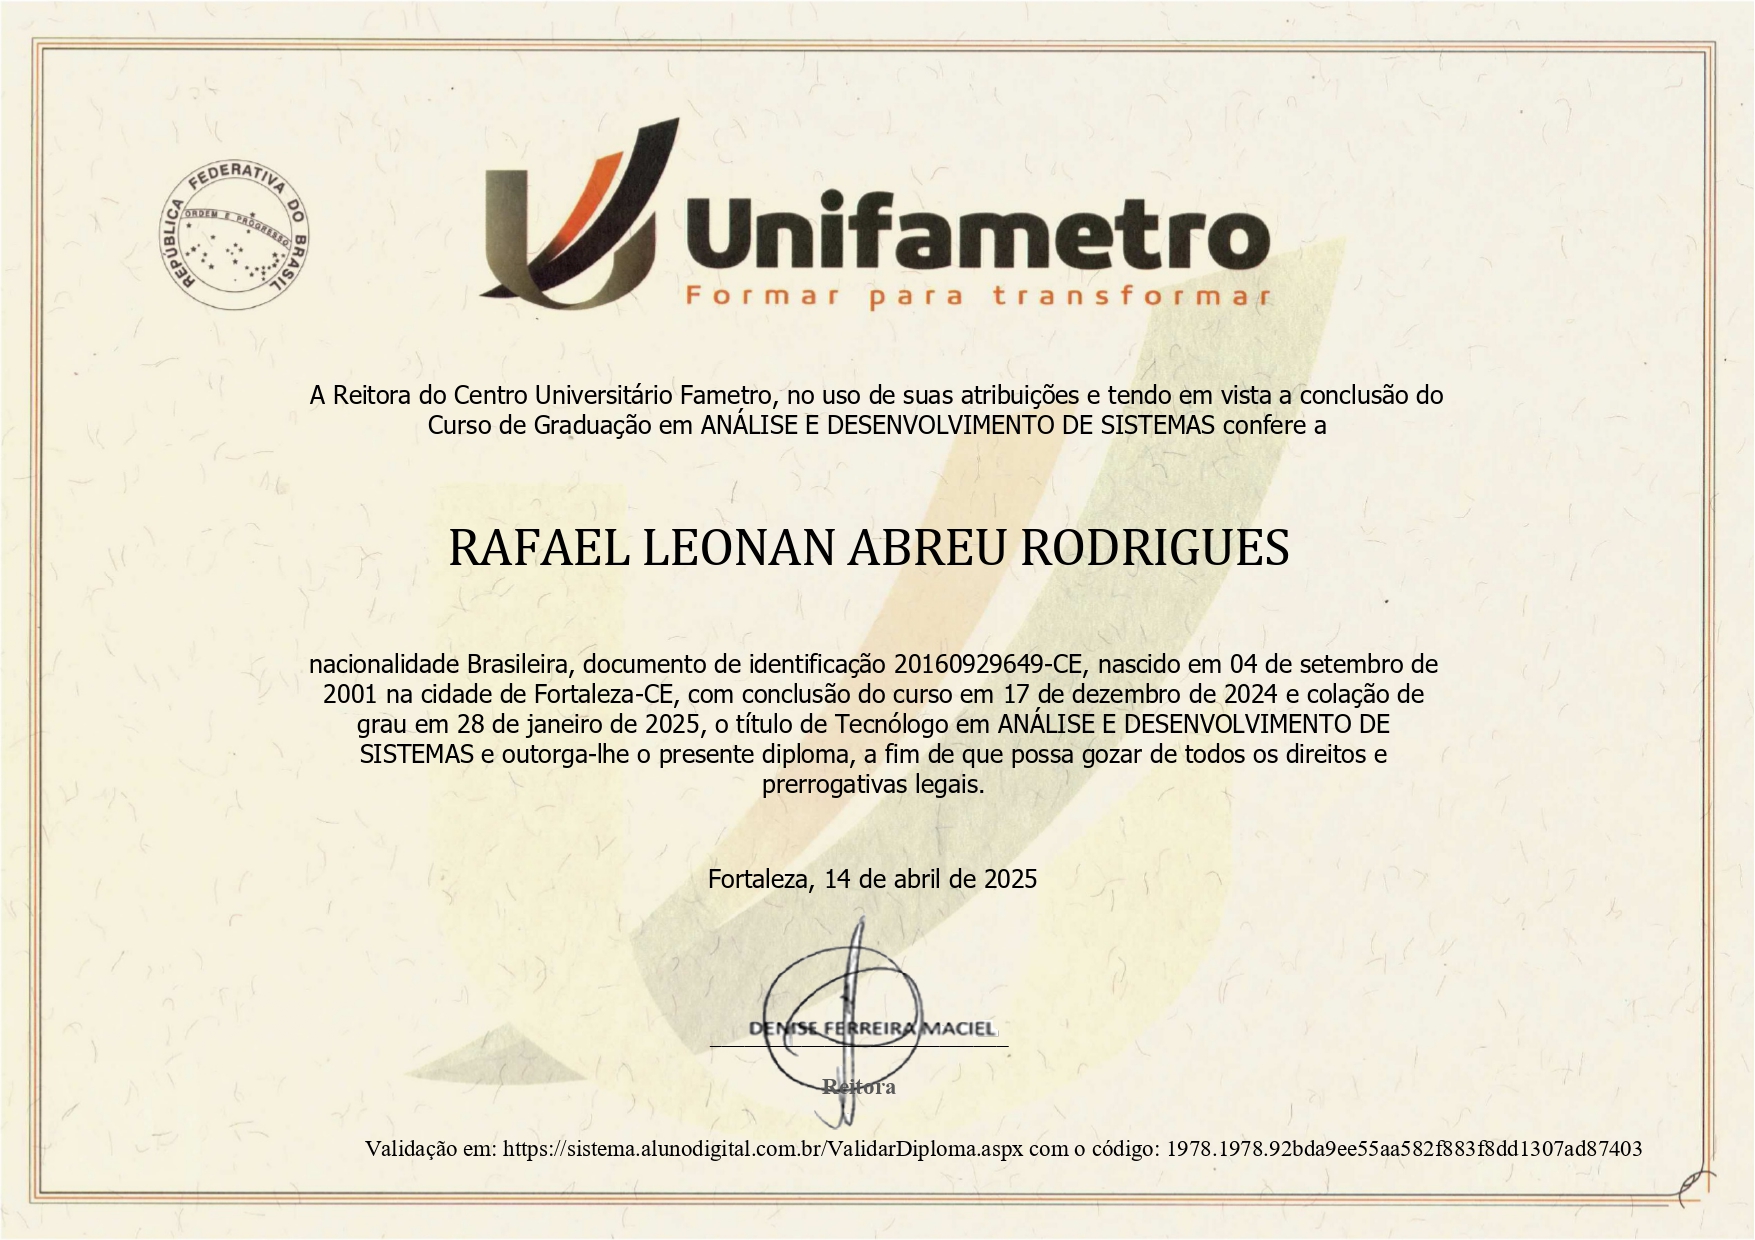 REPÚBLICA FEDERATIVA DO BRASIL
ORDEM E PROGRESSO
Unifametro
Formar para transformar
A Reitora do Centro Universitário Fametro, no uso de suas atribuições e tendo em vista a conclusão do
Curso de Graduação em ANÁLISE E DESENVOLVIMENTO DE SISTEMAS confere a
RAFAEL LEONAN ABREU RODRIGUES
nacionalidade Brasileira, documento de identificação 20160929649-CE, nascido em 04 de setembro de
2001 na cidade de Fortaleza-CE, com conclusão do curso em 17 de dezembro de 2024 e colação de
grau em 28 de janeiro de 2025, o título de Tecnólogo em ANÁLISE E DESENVOLVIMENTO DE
SISTEMAS e outorga-lhe o presente diploma, a fim de que possa gozar de todos os direitos e
prerrogativas legais.
Fortaleza, 14 de abril de 2025
DENISE FERREIRA MACIEL
Reitora
Validação em: https://sistema.alunodigital.com.br/ValidarDiploma.aspx com o código: 1978.1978.92bda9ee55aa582f883f8dd1307ad87403